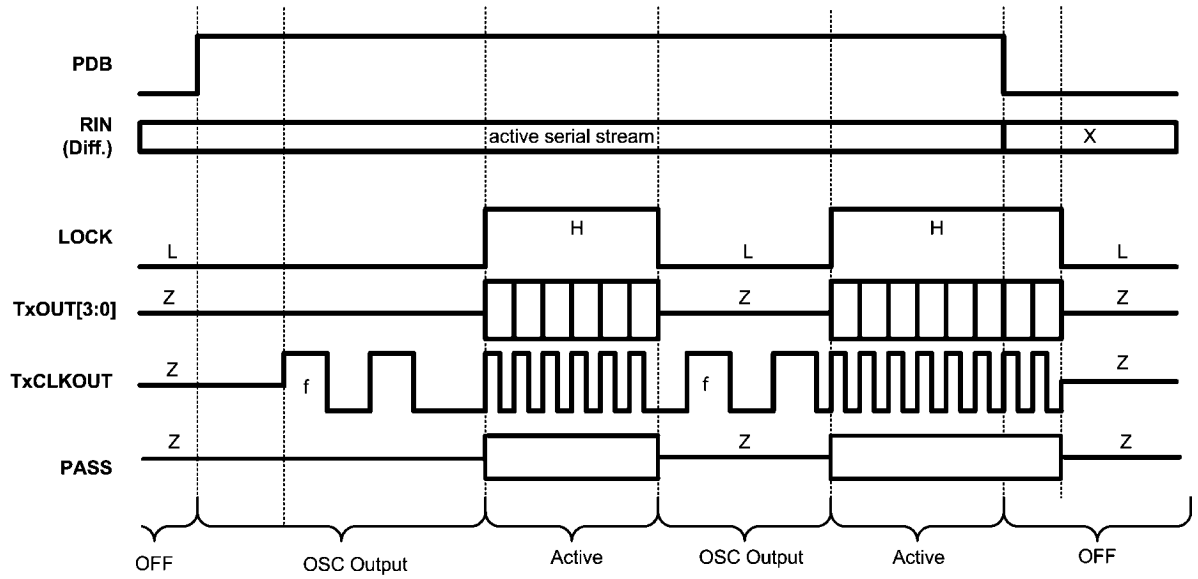 PDB
RIN
(Diff.)
active serial stream
X
LOCK
L
H
L
H
L
TxOUT[3:0]
Z
Z
Z
TxCLKOUT
Z
f
f
Z
PASS
Z
Z
Z
OFF
OSC Output
Active
OSC Output
Active
OFF